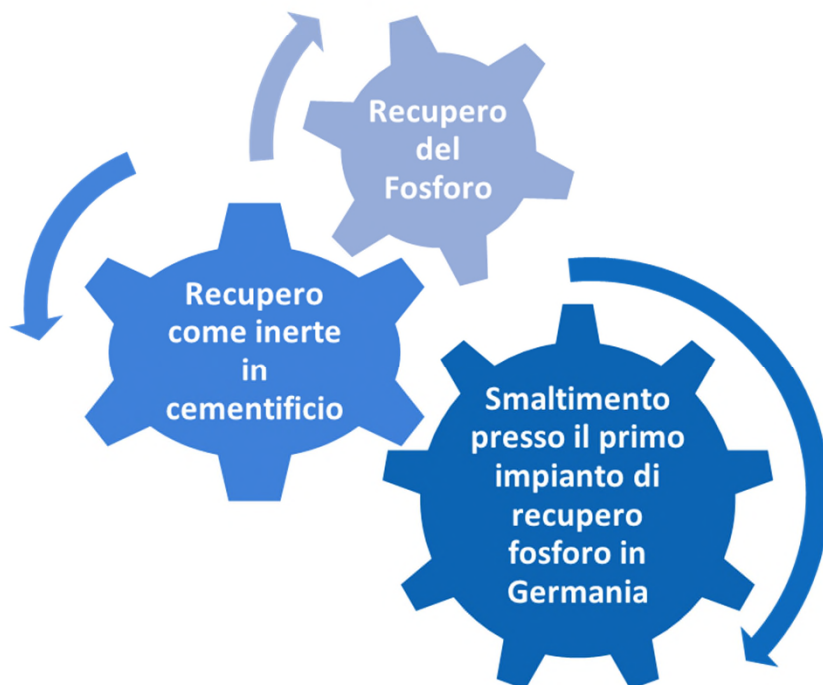 Recupero
del
Fosforo
Recupero
come inerte
in
cementificio
Smaltimento
presso il primo
impianto di
recupero
fosforo in
Germania